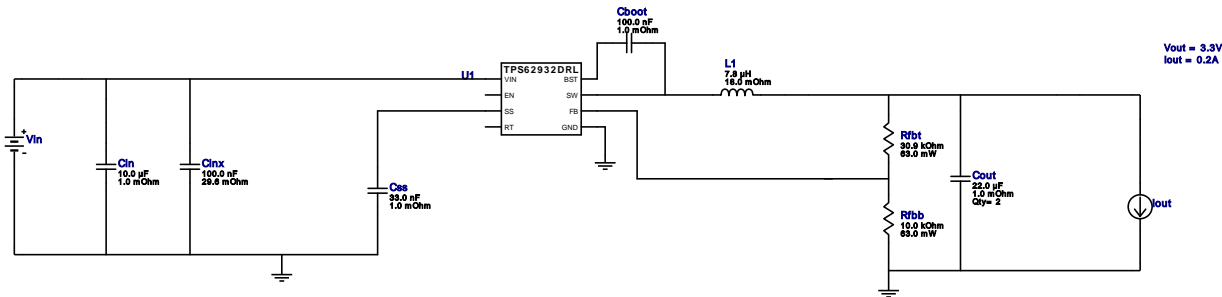 Cboot
100.0 nF
1.0 mOhm
Vout = 3.3V
Iout = 0.2A
U1
TPS62932DRL
VIN
BST
EN
SW
SS
FB
RT
GND
L1
7.8 µH
18.0 mOhm
+
Vin
-
Cin
10.0 µF
1.0 mOhm
Cinx
100.0 nF
29.6 mOhm
Css
33.0 nF
1.0 mOhm
Rfbt
30.9 kOhm
63.0 mW
Cout
22.0 µF
1.0 mOhm
Qty= 2
Rfbb
10.0 kOhm
63.0 mW
Iout